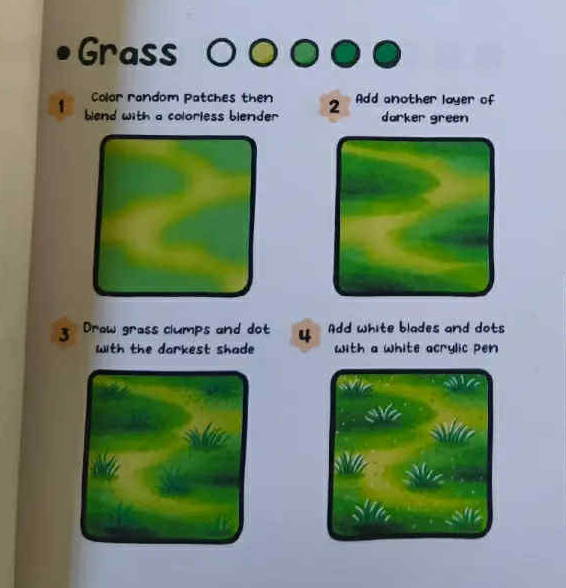 • Grass
1 Color random patches then
blend with a colorless blender
2 Add another layer of
darker green
3 Draw grass clumps and dot
with the darkest shade
4 Add white blades and dots
with a white acrylic pen